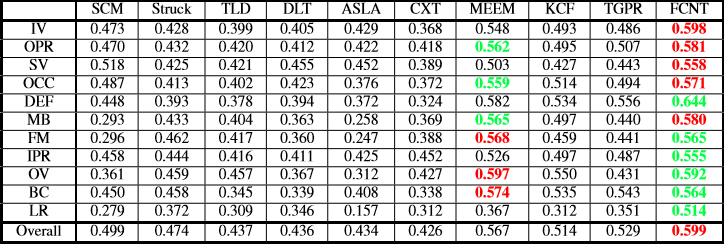 SCM Struck TLD DLT ASLA CXT MEEM KCF TGPR FCNT
IV 0.473 0.428 0.399 0.405 0.429 0.368 0.548 0.493 0.486 0.598
OPR 0.470 0.432 0.420 0.412 0.422 0.418 0.562 0.495 0.507 0.581
SV 0.518 0.425 0.421 0.455 0.452 0.389 0.503 0.427 0.443 0.558
OCC 0.487 0.413 0.402 0.423 0.376 0.372 0.559 0.514 0.494 0.571
DEF 0.448 0.393 0.378 0.394 0.372 0.324 0.582 0.534 0.556 0.644
MB 0.293 0.433 0.404 0.363 0.258 0.369 0.565 0.497 0.440 0.580
FM 0.296 0.462 0.417 0.360 0.247 0.388 0.568 0.459 0.441 0.565
IPR 0.458 0.444 0.416 0.411 0.425 0.452 0.526 0.497 0.487 0.555
OV 0.361 0.459 0.457 0.367 0.312 0.427 0.597 0.550 0.431 0.592
BC 0.450 0.458 0.345 0.339 0.408 0.338 0.574 0.535 0.543 0.564
LR 0.279 0.372 0.309 0.346 0.157 0.312 0.367 0.312 0.351 0.514
Overall 0.499 0.474 0.437 0.436 0.434 0.426 0.567 0.514 0.529 0.599